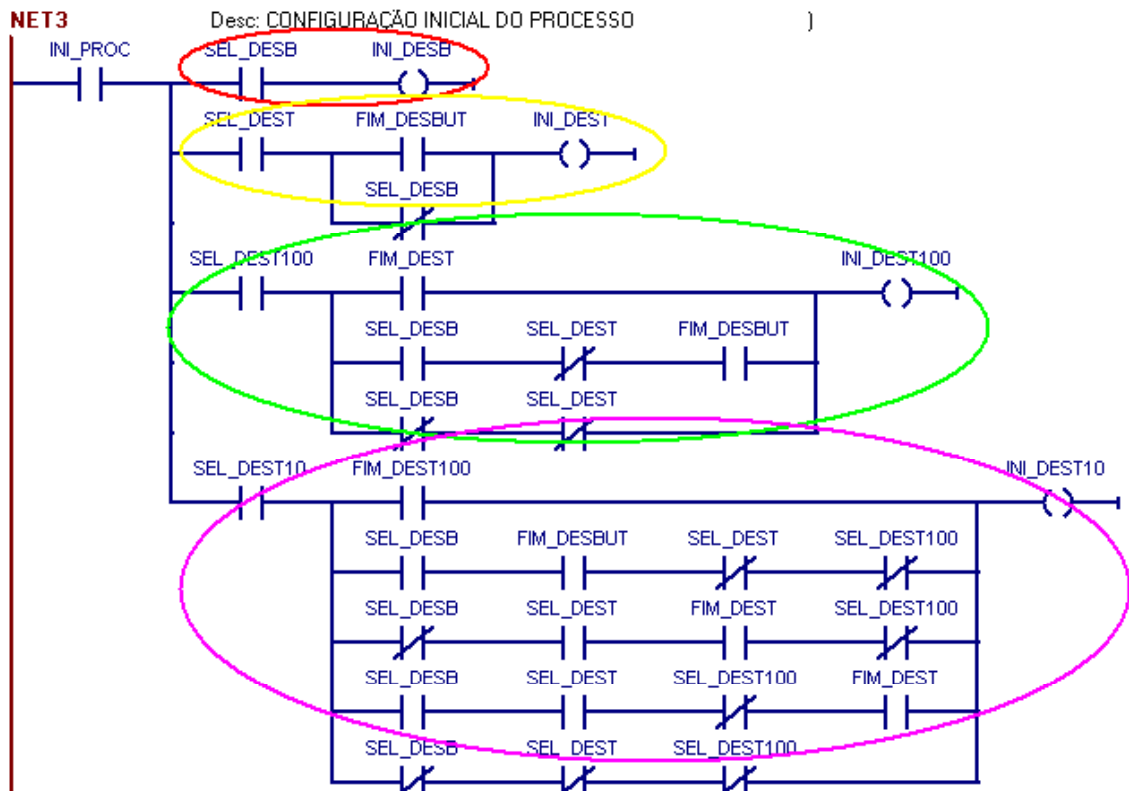 NET3 Desc: CONFIGURAÇÃO INICIAL DO PROCESSO )
INI_PROC SEL_DESB INI_DESB
SEL_DEST FIM_DESBUT INI_DEST
SEL_DESB
SEL_DEST100 FIM_DEST INI_DEST100
SEL_DESB SEL_DEST FIM_DESBUT
SEL_DESB SEL_DEST
SEL_DEST10 FIM_DEST100 INI_DEST10
SEL_DESB FIM_DESBUT SEL_DEST SEL_DEST100
SEL_DESB SEL_DEST FIM_DEST SEL_DEST100
SEL_DESB SEL_DEST SEL_DEST100 FIM_DEST
SEL_DESB SEL_DEST SEL_DEST100